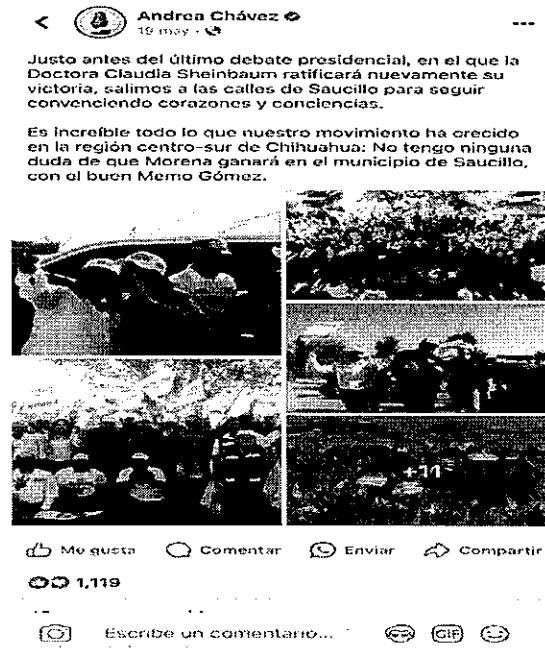 Andrea Chávez
19 may
Justo antes del último debate presidencial, en el que la
Doctora Claudia Sheinbaum ratificará nuevamente su
victoria, salimos a las calles de Saucillo para seguir
convenciendo corazones y conciencias.
Es increíble todo lo que nuestro movimiento ha crecido
en la región centro-sur de Chihuahua: No tengo ninguna
duda de que Morena ganará en el municipio de Saucillo,
con el buen Memo Gómez.
+11
Me gusta Comentar Enviar Compartir
1,119
Escribe un comentario... GIF